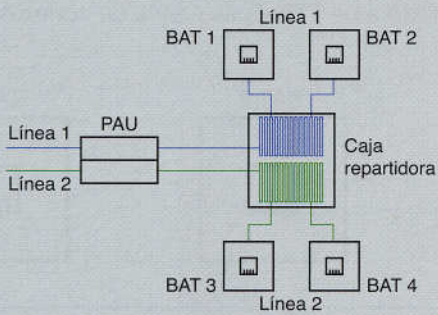 Línea 1
BAT 1
BAT 2
PAU
Línea 1
Línea 2
Caja
repartidora
BAT 3
BAT 4
Línea 2